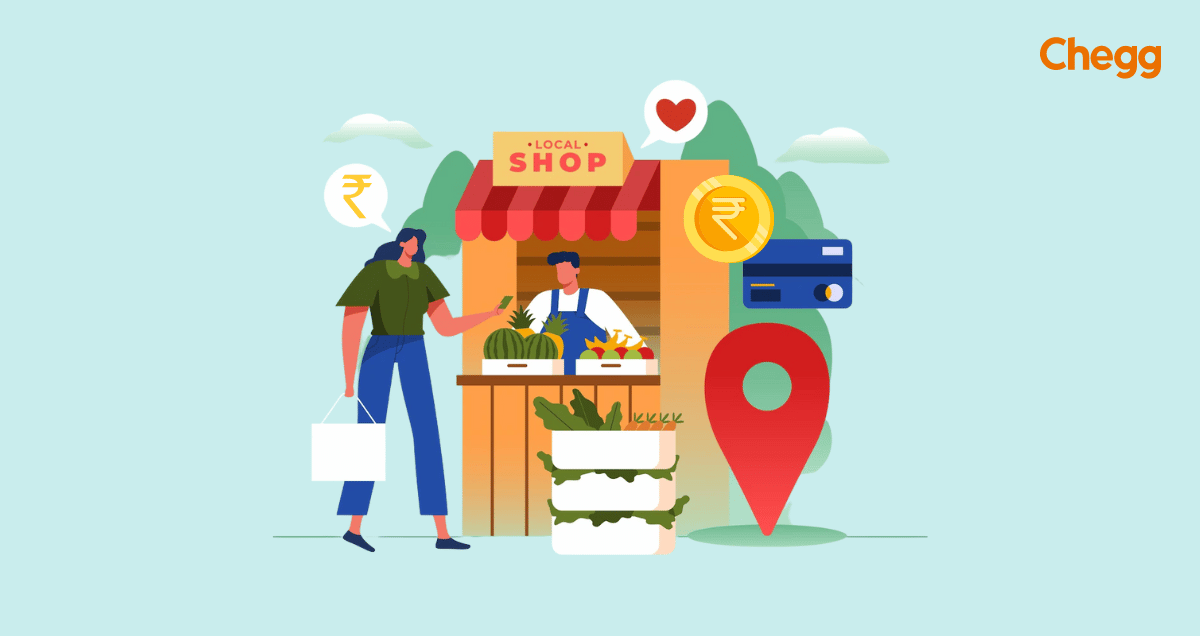 Chegg
• LOCAL •
SHOP
₹
₹